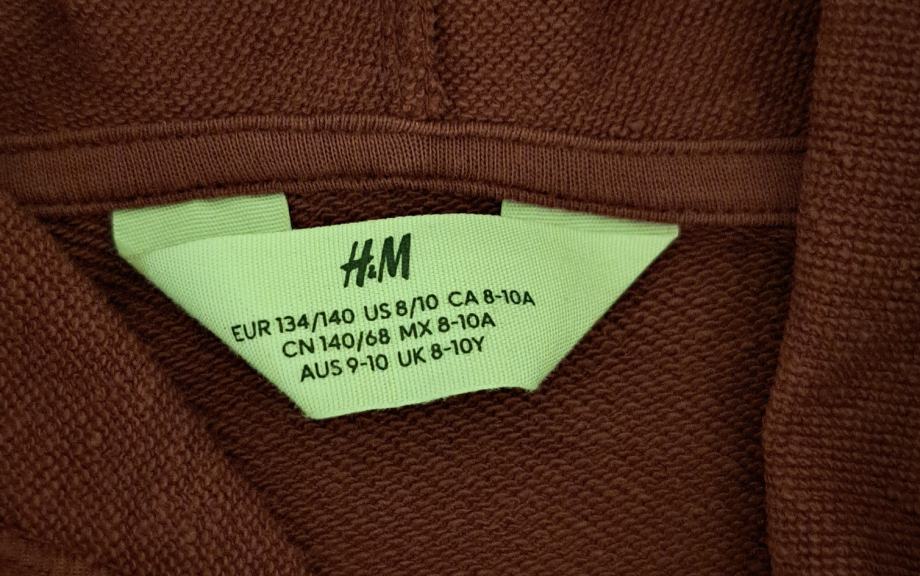 H&M
EUR 134/140 US 8/10 CA 8-10A
CN 140/68 MX 8-10A
AUS 9-10 UK 8-10Y